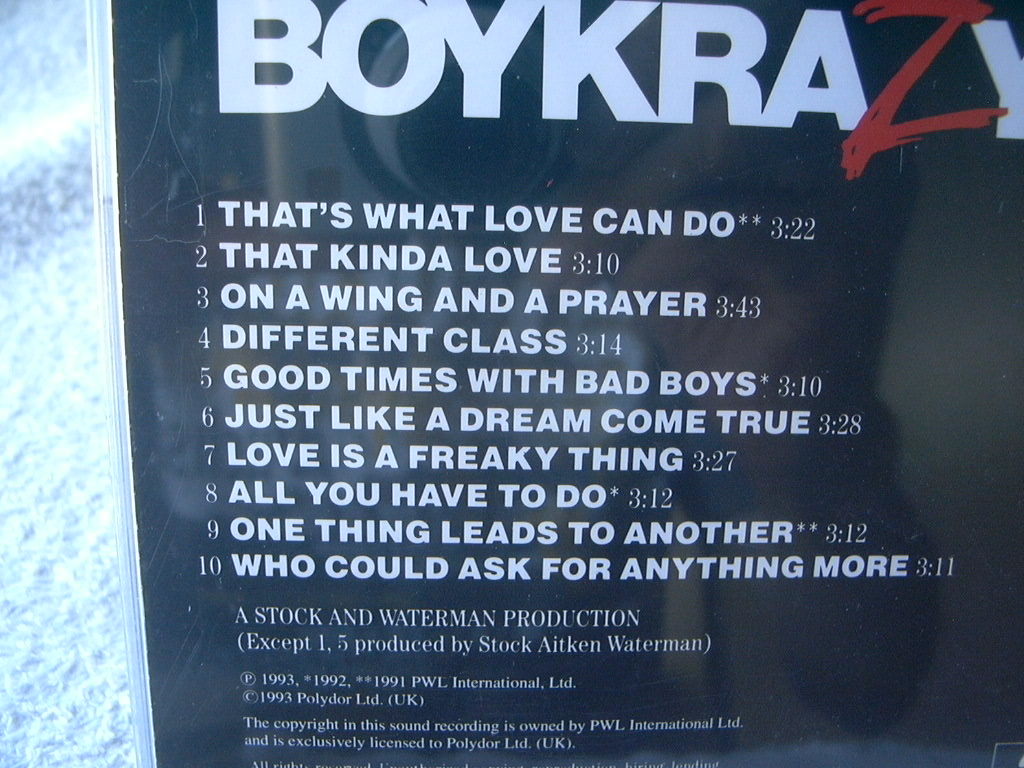 BOYKRAZY
1 THAT'S WHAT LOVE CAN DO** 3:22
2 THAT KINDA LOVE 3:10
3 ON A WING AND A PRAYER 3:43
4 DIFFERENT CLASS 3:14
5 GOOD TIMES WITH BAD BOYS* 3:10
6 JUST LIKE A DREAM COME TRUE 3:28
7 LOVE IS A FREAKY THING 3:27
8 ALL YOU HAVE TO DO* 3:12
9 ONE THING LEADS TO ANOTHER** 3:12
10 WHO COULD ASK FOR ANYTHING MORE 3:11
A STOCK AND WATERMAN PRODUCTION
(Except 1, 5 produced by Stock Aitken Waterman)
℗ 1993, *1992, **1991 PWL International, Ltd.
©1993 Polydor Ltd. (UK)
The copyright in this sound recording is owned by PWL International Ltd.
and is exclusively licensed to Polydor Ltd. (UK).
All rights reserved.